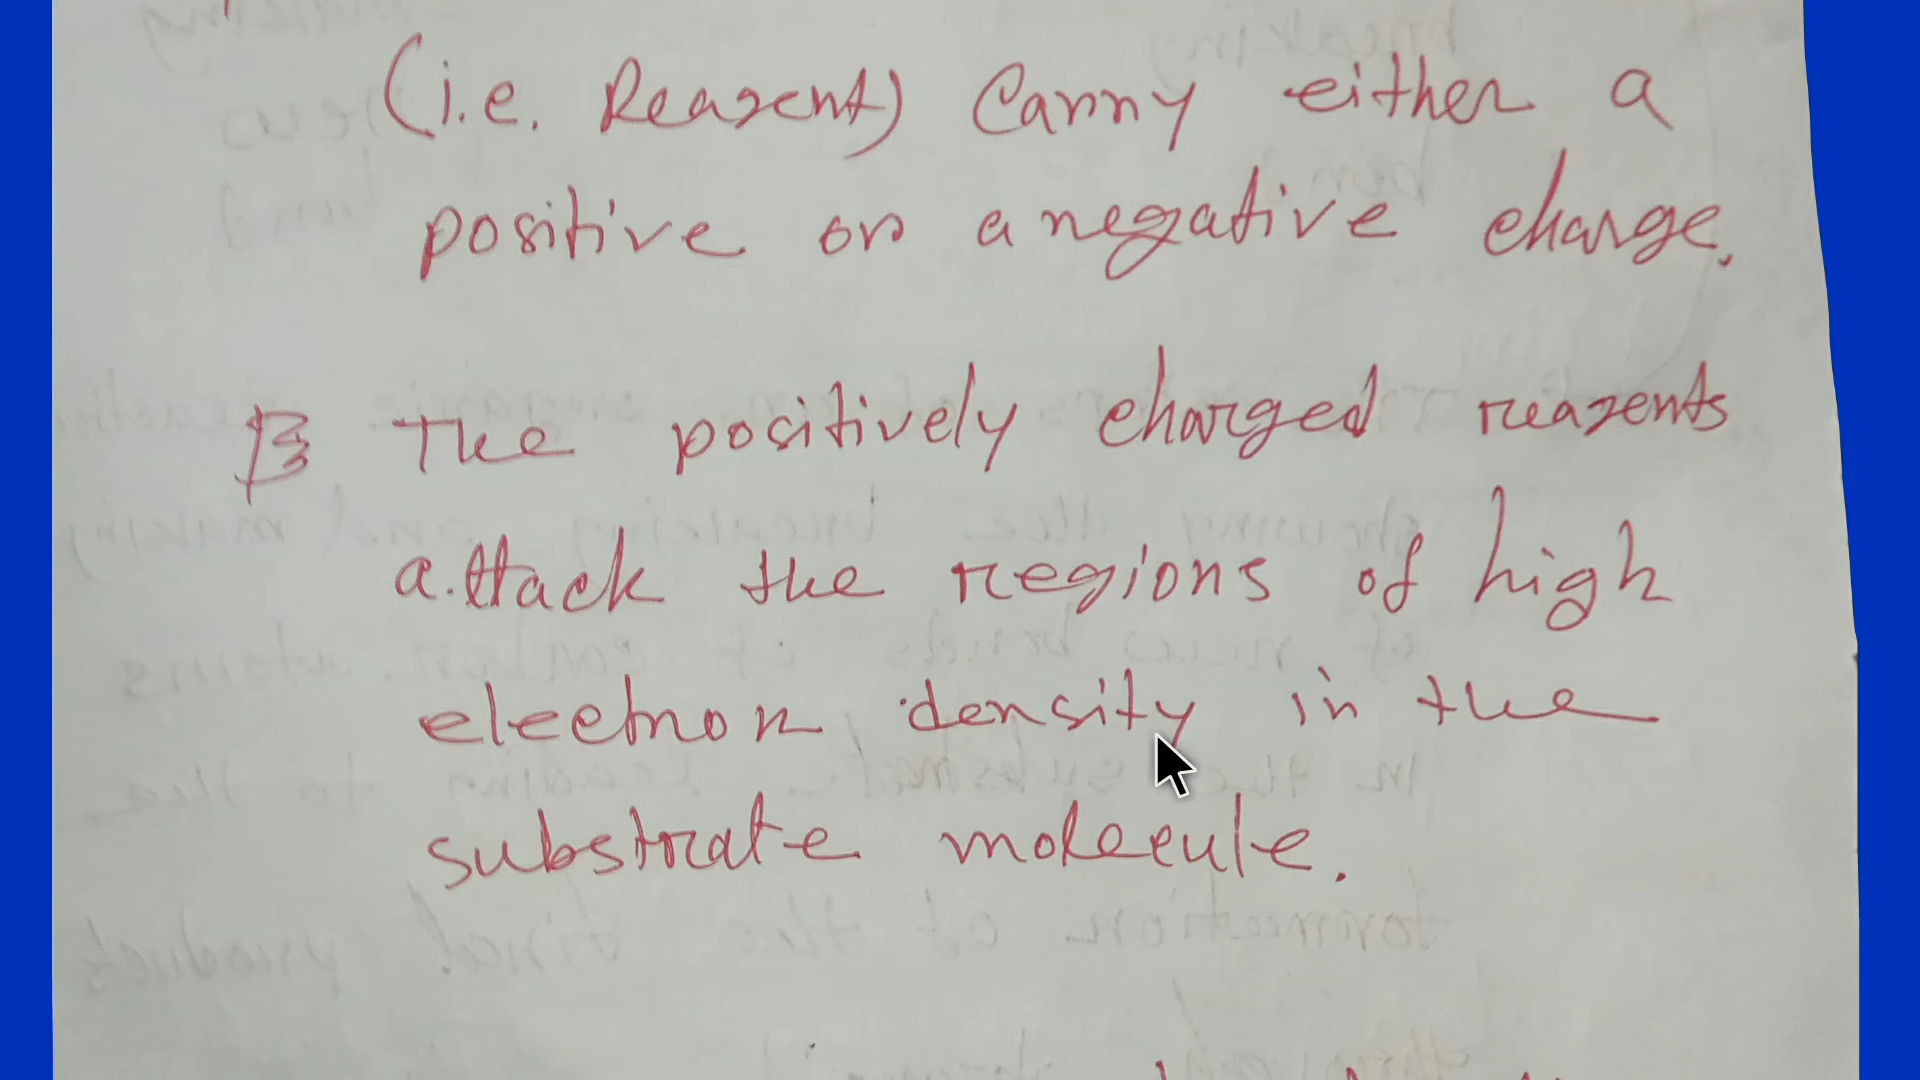 (i.e. Reagent) Carry either a
positive or a negative charge.
The positively charged reagents
attack the regions of high
electron density in the
substrate molecule.